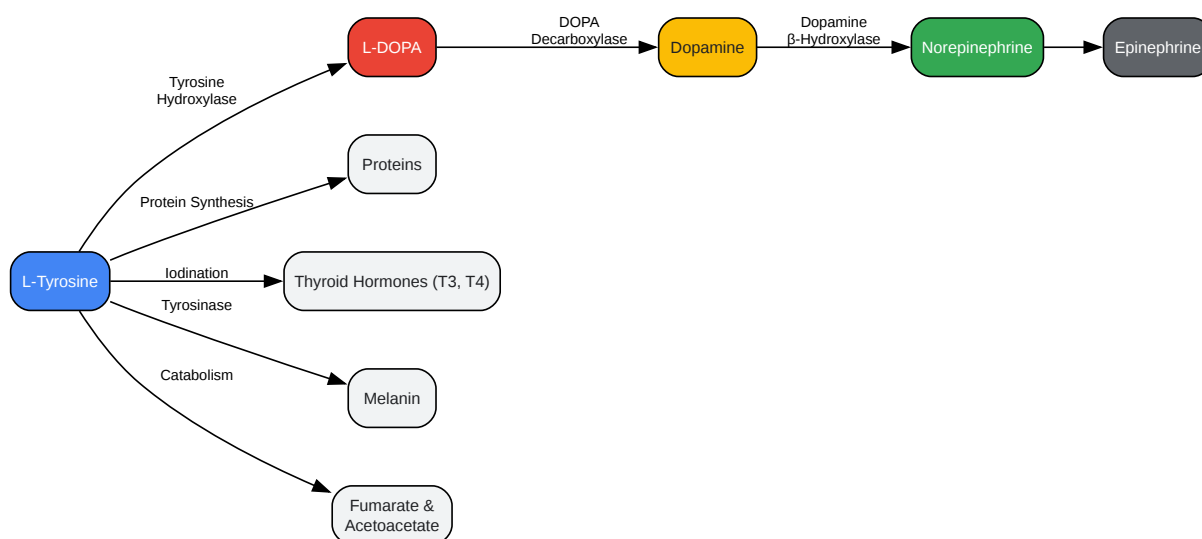 DOPA
Decarboxylase
Dopamine
β-Hydroxylase
L-DOPA
Dopamine
Norepinephrine
Epinephrine
Tyrosine
Hydroxylase
Proteins
Protein Synthesis
L-Tyrosine
Iodination
Thyroid Hormones (T3, T4)
Tyrosinase
Catabolism
Melanin
Fumarate &
Acetoacetate